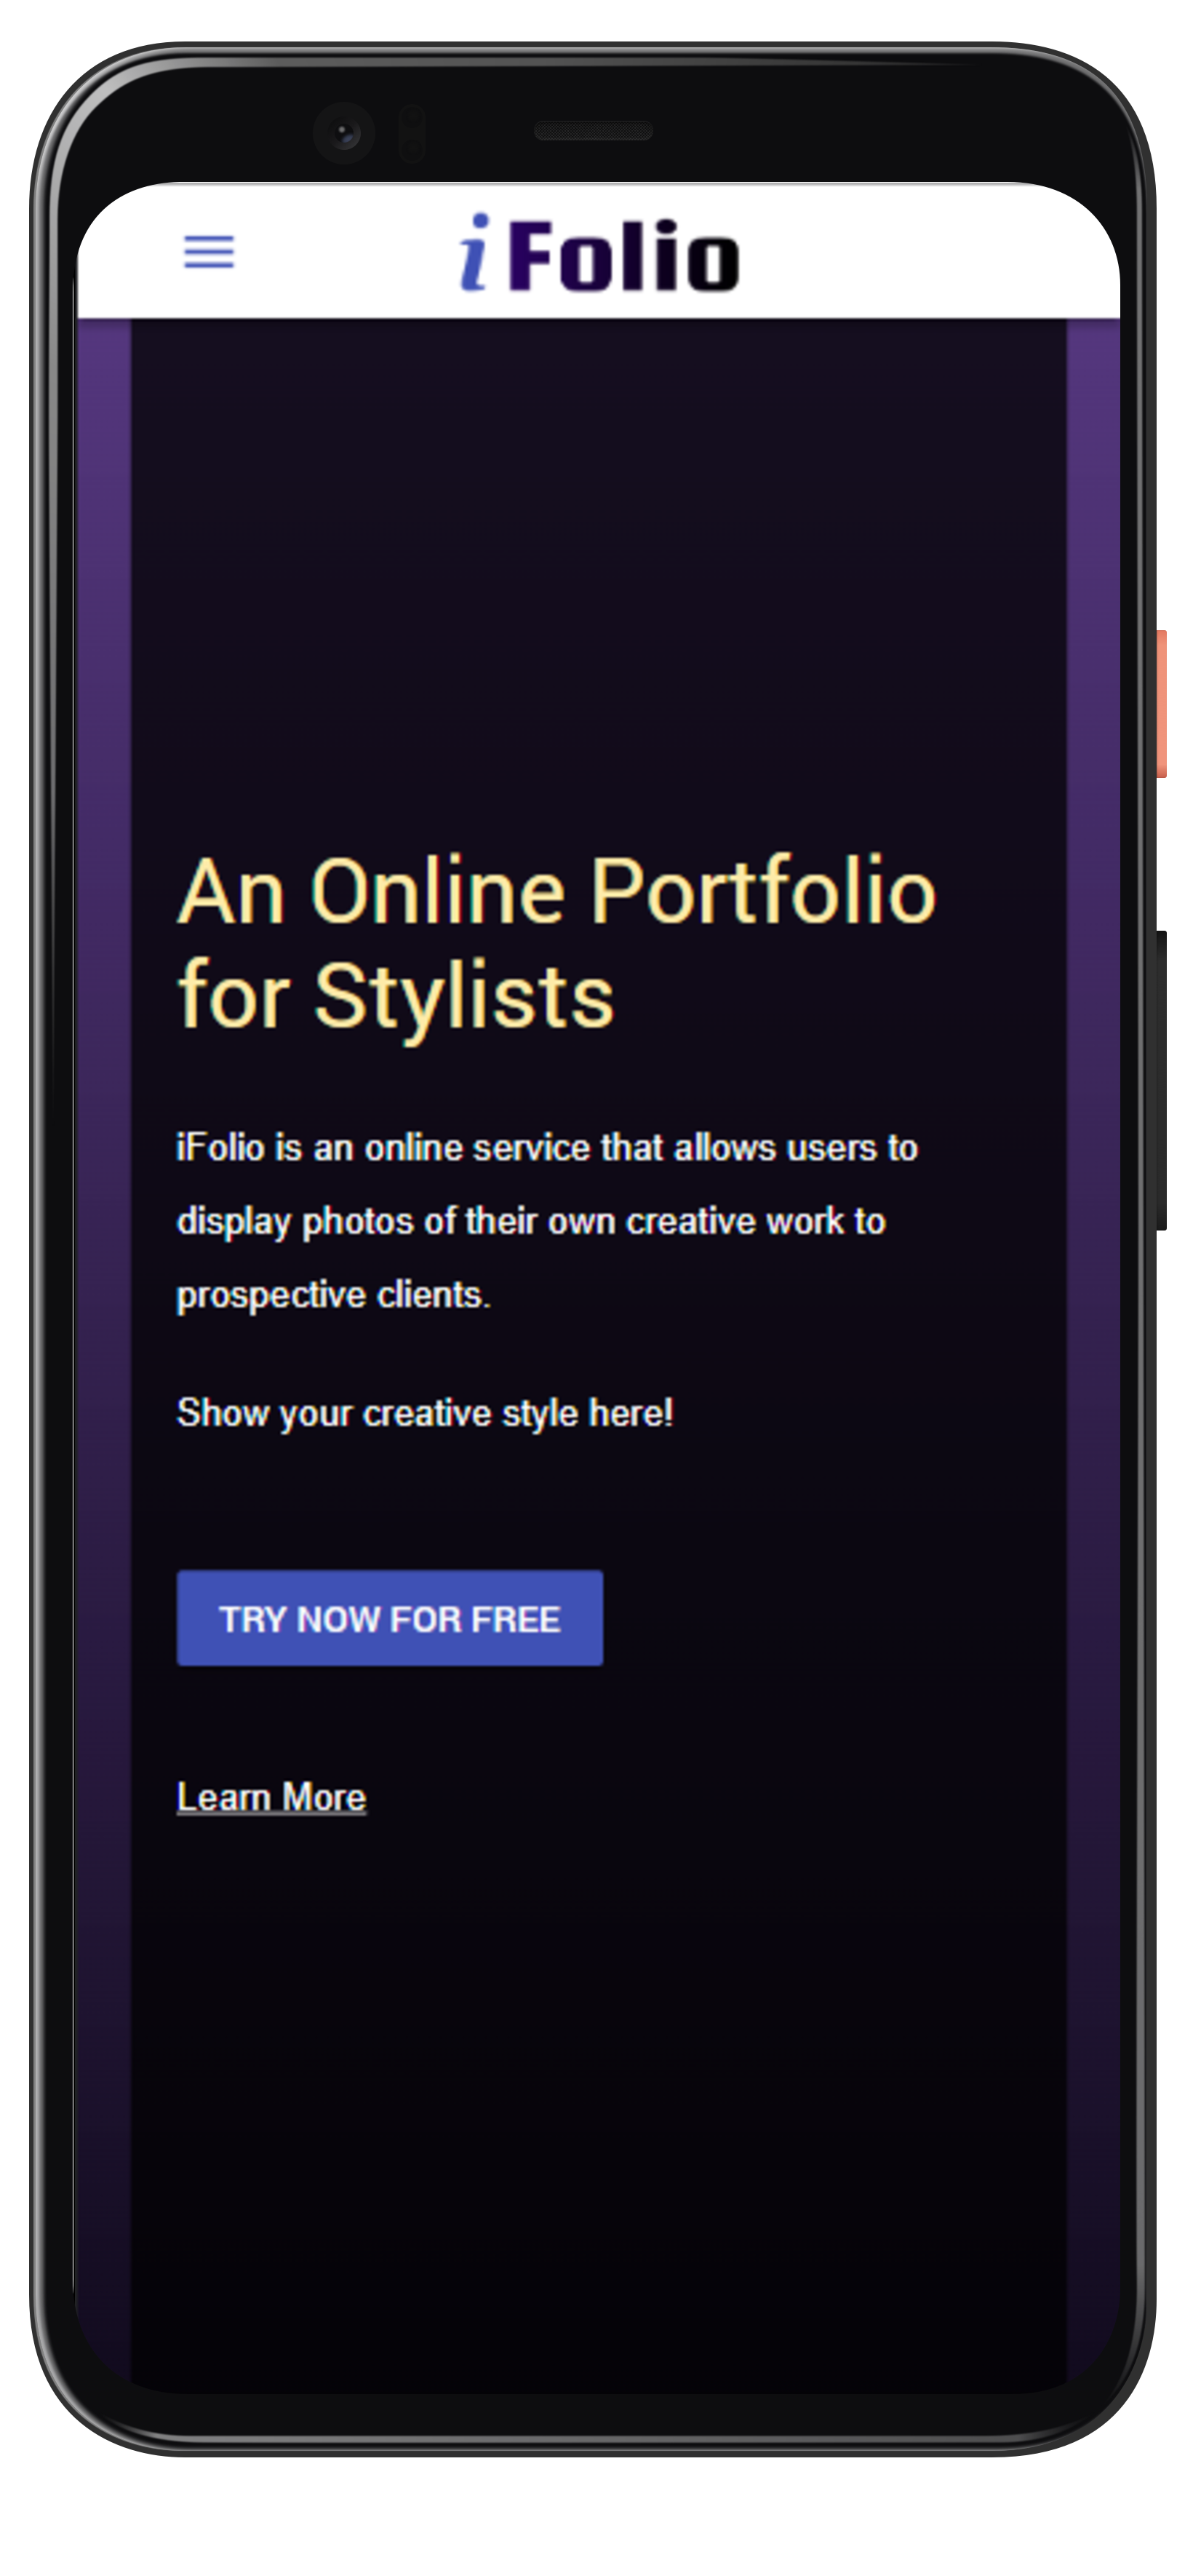 iFolio
An Online Portfolio
for Stylists
iFolio is an online service that allows users to
display photos of their own creative work to
prospective clients.
Show your creative style here!
TRY NOW FOR FREE
Learn More